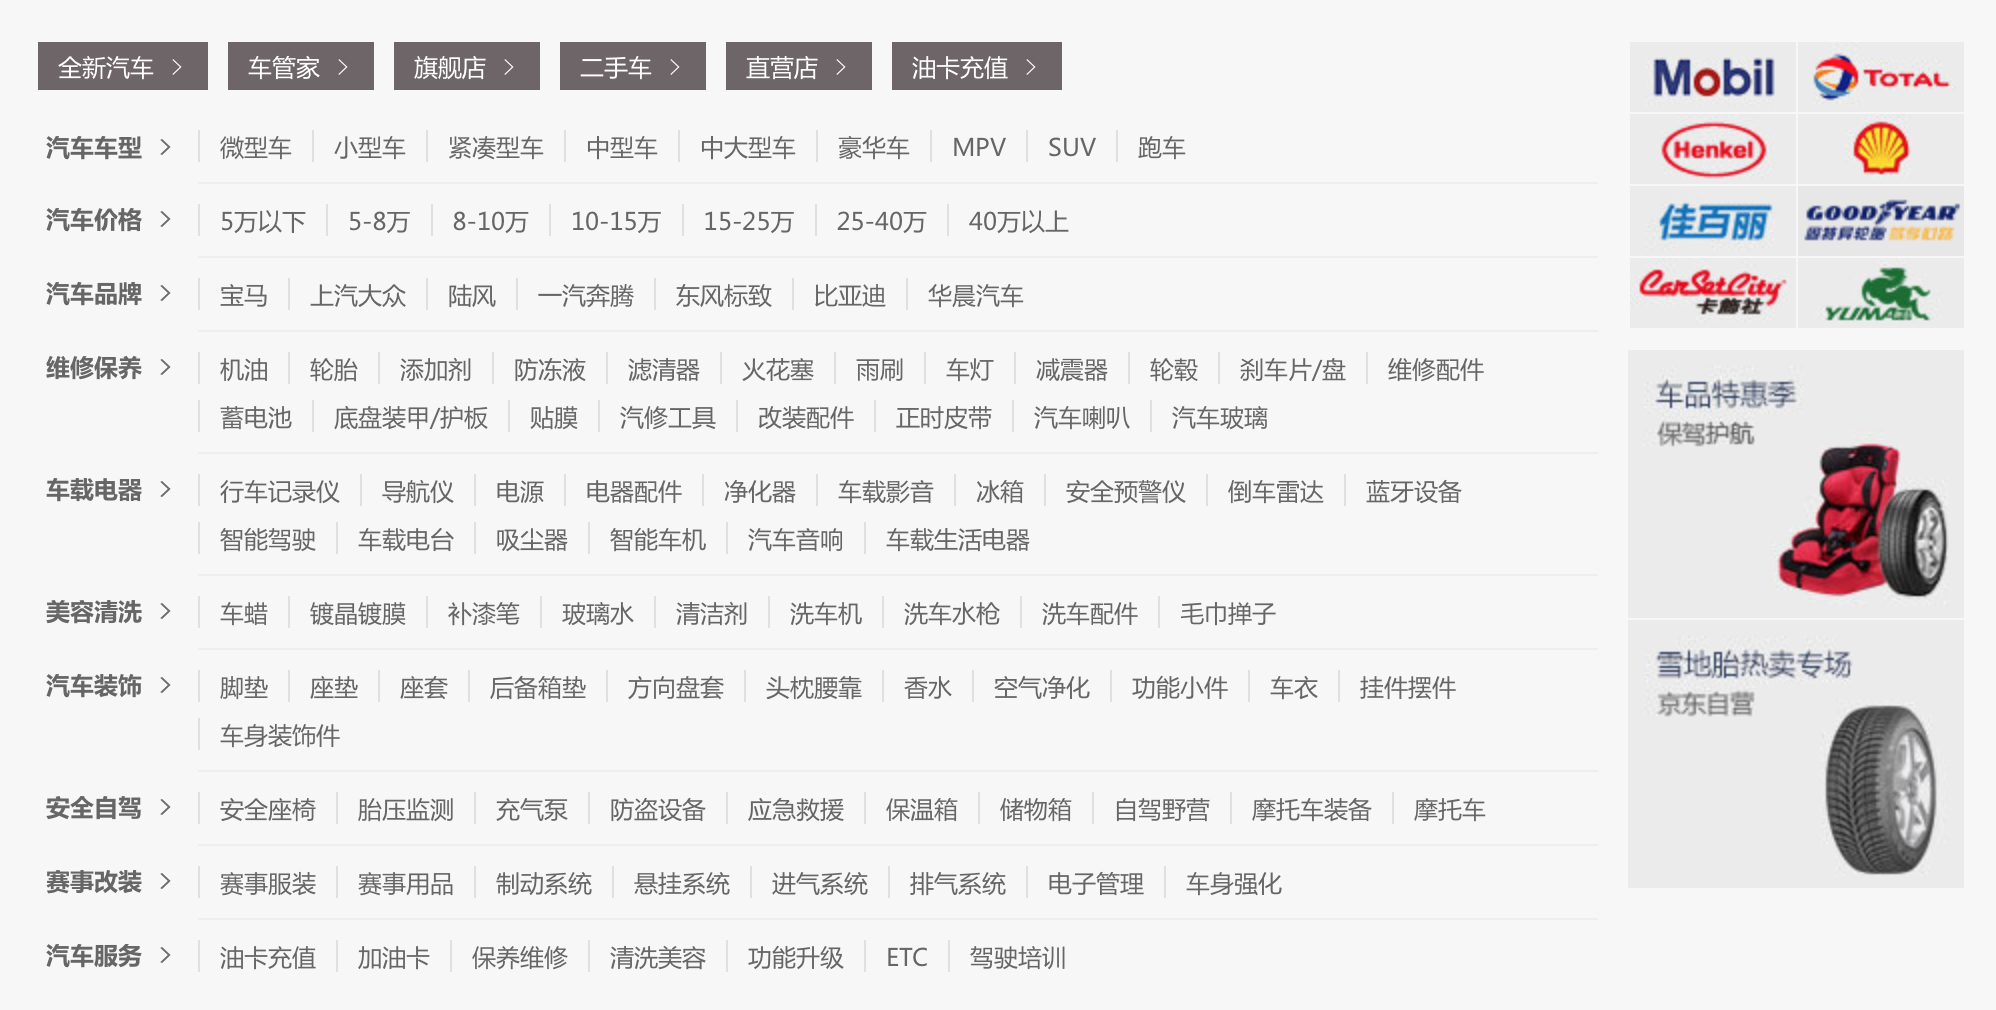 全新汽车 > 车管家 > 旗舰店 > 二手车 > 直营店 > 油卡充值 >
汽车车型 > 微型车 小型车 紧凑型车 中型车 中大型车 豪华车 MPV SUV 跑车
汽车价格 > 5万以下 5-8万 8-10万 10-15万 15-25万 25-40万 40万以上
汽车品牌 > 宝马 上汽大众 陆风 一汽奔腾 东风标致 比亚迪 华晨汽车
维修保养 > 机油 轮胎 添加剂 防冻液 滤清器 火花塞 雨刷 车灯 减震器 轮毂 刹车片/盘 维修配件
蓄电池 底盘装甲/护板 贴膜 汽修工具 改装配件 正时皮带 汽车喇叭 汽车玻璃
车载电器 > 行车记录仪 导航仪 电源 电器配件 净化器 车载影音 冰箱 安全预警仪 倒车雷达 蓝牙设备
智能驾驶 车载电台 吸尘器 智能车机 汽车音响 车载生活电器
美容清洗 > 车蜡 镀晶镀膜 补漆笔 玻璃水 清洁剂 洗车机 洗车水枪 洗车配件 毛巾掸子
汽车装饰 > 脚垫 座垫 座套 后备箱垫 方向盘套 头枕腰靠 香水 空气净化 功能小件 车衣 挂件摆件
车身装饰件
安全自驾 > 安全座椅 胎压监测 充气泵 防盗设备 应急救援 保温箱 储物箱 自驾野营 摩托车装备 摩托车
赛事改装 > 赛事服装 赛事用品 制动系统 悬挂系统 进气系统 排气系统 电子管理 车身强化
汽车服务 > 油卡充值 加油卡 保养维修 清洗美容 功能升级 ETC 驾驶培训
Mobil TOTAL
Henkel
佳百丽 GOODYEAR
固特异轮胎
CarSetCity
卡饰社 YUMA
车品特惠季
保驾护航
雪地胎热卖专场
京东自营